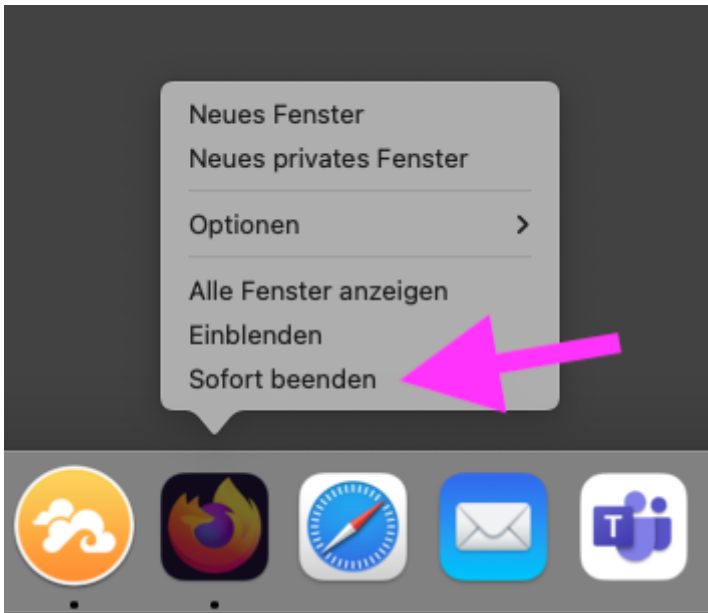 Neues Fenster
Neues privates Fenster
Optionen
Alle Fenster anzeigen
Einblenden
Sofort beenden
T